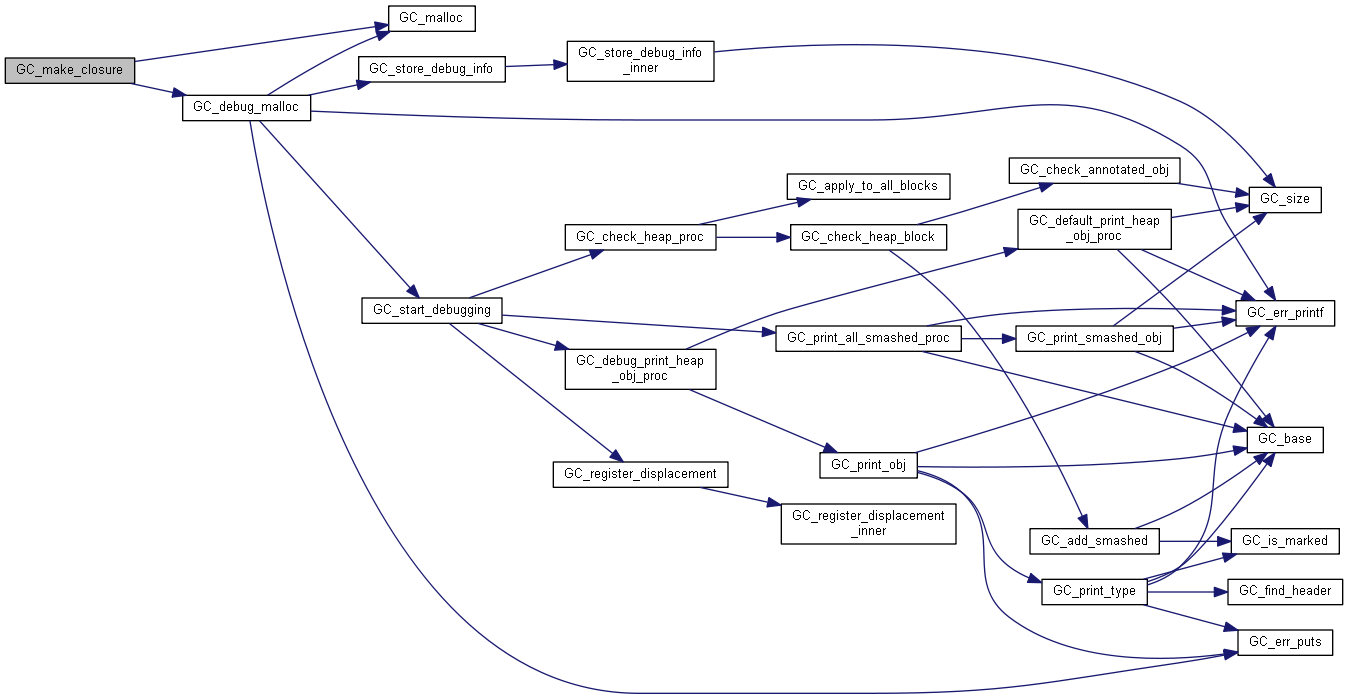 GC_make_closure
GC_malloc
GC_debug_malloc
GC_store_debug_info
GC_store_debug_info
_inner
GC_start_debugging
GC_check_heap_proc
GC_apply_to_all_blocks
GC_check_heap_block
GC_check_annotated_obj
GC_size
GC_default_print_heap
_obj_proc
GC_err_printf
GC_print_all_smashed_proc
GC_print_smashed_obj
GC_debug_print_heap
_obj_proc
GC_base
GC_print_obj
GC_register_displacement
GC_register_displacement
_inner
GC_add_smashed
GC_is_marked
GC_print_type
GC_find_header
GC_err_puts